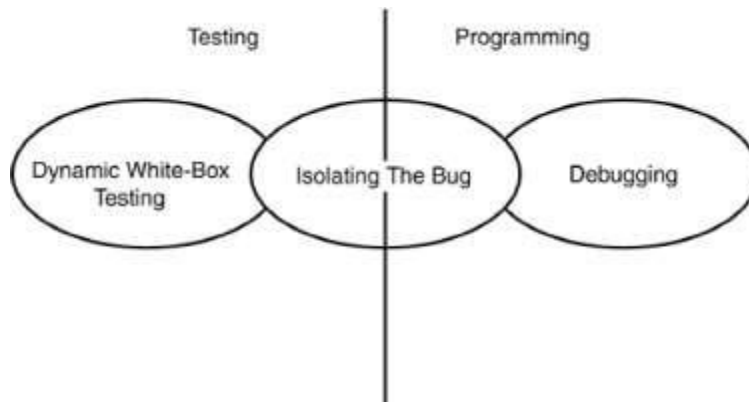 Testing
Programming
Dynamic White-Box
Testing
Isolating The Bug
Debugging